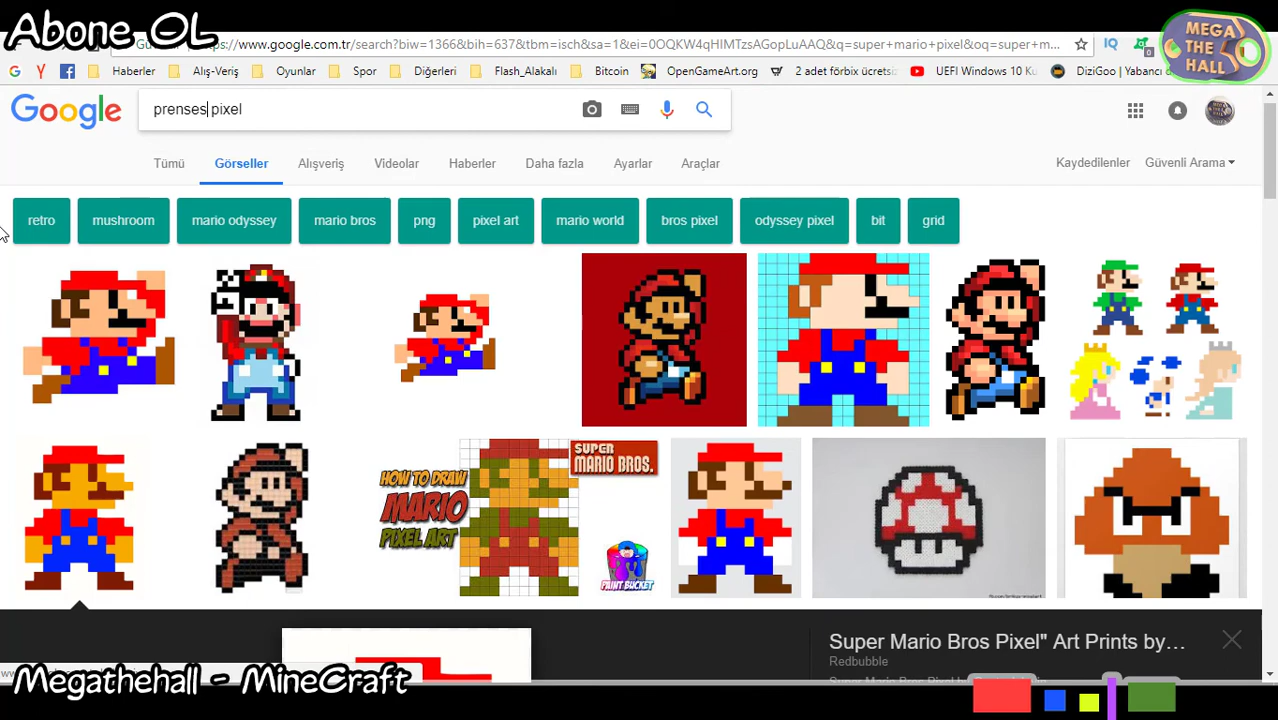 Abone OL
https://www.google.com.tr/search?biw=1366&bih=637&tbm=isch&sa=1&ei=0OQKW4qHIMTzsAGopLuAAQ&q=super+mario+pixel&oq=super+m...
MEGA THE HALL
Haberler Alış-Veriş Oyunlar Spor Diğerleri Flash_Alakalı Bitcoin OpenGameArt.org 2 adet förbix ücretsiz UEFI Windows 10 Ku DiziGoo | Yabancı d
Google
prenses pixel
Tümü Görseller Alışveriş Videolar Haberler Daha fazla Ayarlar Araçlar Kaydedilenler Güvenli Arama
retro mushroom mario odyssey mario bros png pixel art mario world bros pixel odyssey pixel bit grid
SUPER
MARIO BROS.
HOW TO DRAW
MARIO
PIXEL ART
PAINT BUCKET
Super Mario Bros Pixel" Art Prints by…
Redbubble
Megathehall - MineCraft